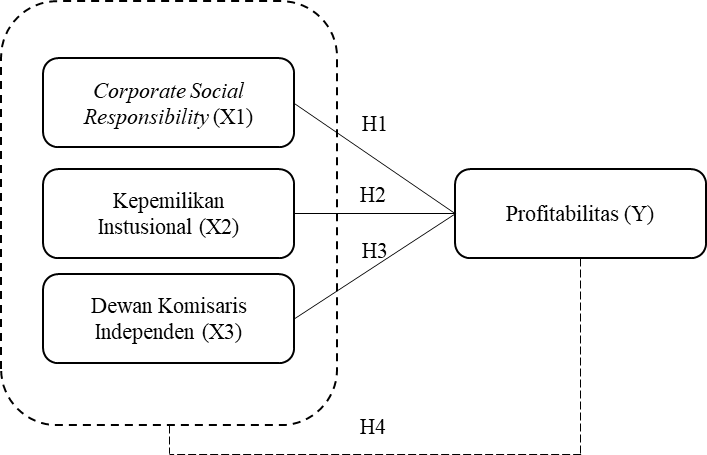 Corporate Social
Responsibility (X1)
H1
Kepemilikan
Instusional (X2)
H2
Profitabilitas (Y)
H3
Dewan Komisaris
Independen (X3)
H4